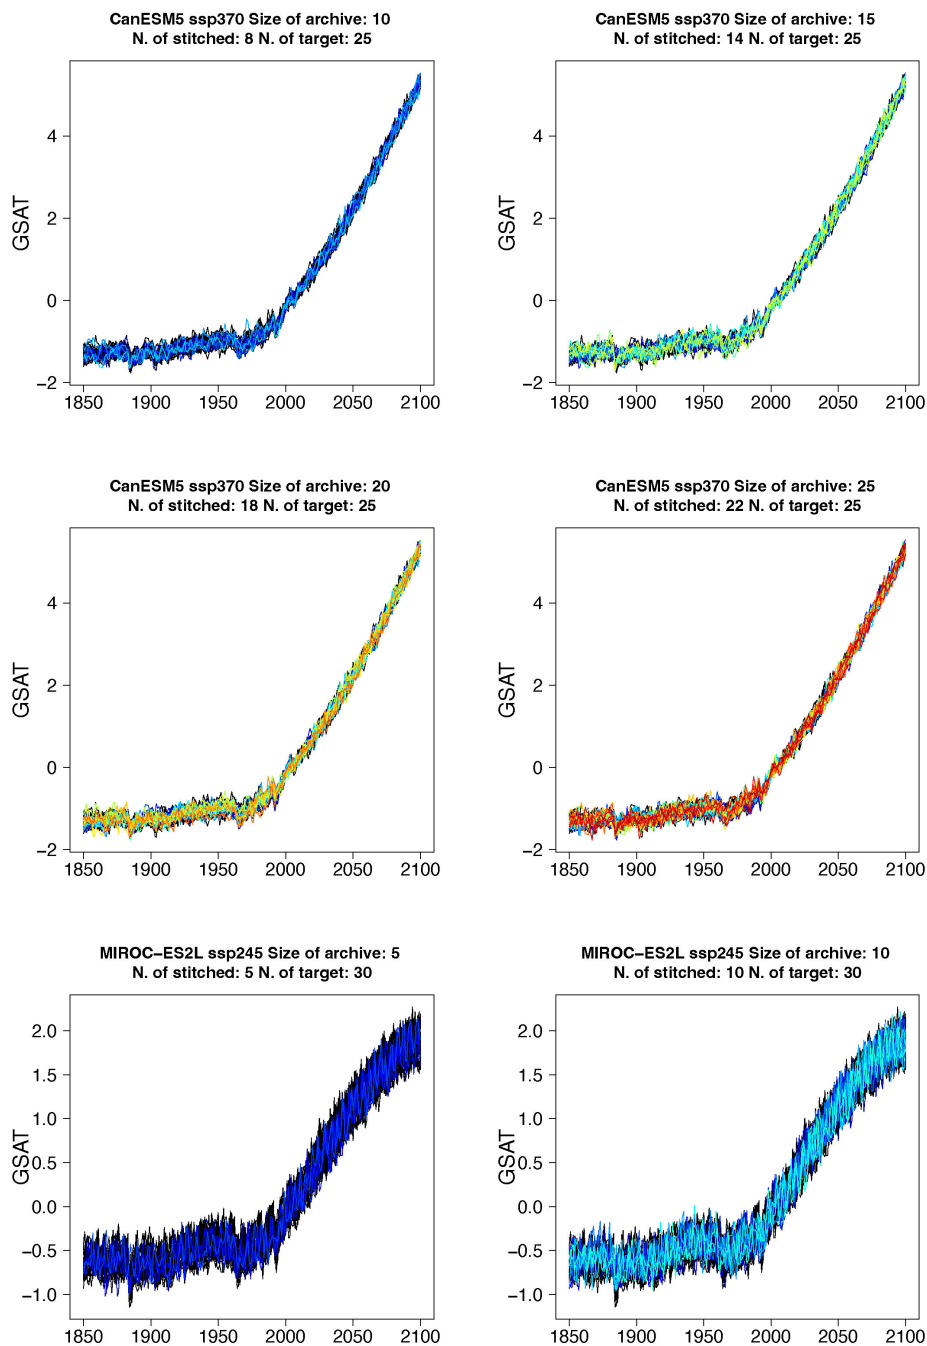 CanESM5 ssp370 Size of archive: 10
N. of stitched: 8 N. of target: 25
GSAT
4
2
0
−2
1850 1900 1950 2000 2050 2100
CanESM5 ssp370 Size of archive: 15
N. of stitched: 14 N. of target: 25
GSAT
4
2
0
−2
1850 1900 1950 2000 2050 2100
CanESM5 ssp370 Size of archive: 20
N. of stitched: 18 N. of target: 25
GSAT
4
2
0
−2
1850 1900 1950 2000 2050 2100
CanESM5 ssp370 Size of archive: 25
N. of stitched: 22 N. of target: 25
GSAT
4
2
0
−2
1850 1900 1950 2000 2050 2100
MIROC−ES2L ssp245 Size of archive: 5
N. of stitched: 5 N. of target: 30
GSAT
2.0
1.5
1.0
0.5
0.0
−0.5
−1.0
1850 1900 1950 2000 2050 2100
MIROC−ES2L ssp245 Size of archive: 10
N. of stitched: 10 N. of target: 30
GSAT
2.0
1.5
1.0
0.5
0.0
−0.5
−1.0
1850 1900 1950 2000 2050 2100